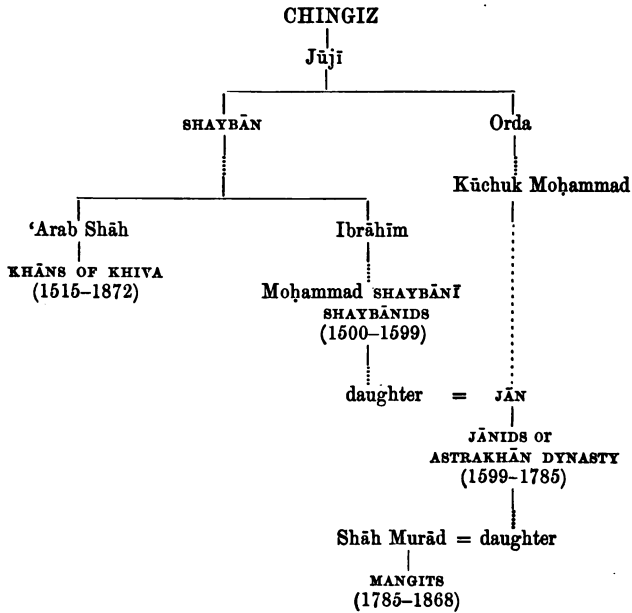 CHINGIZ
Jūjī
SHAYBĀN Orda
Kūchuk Moḥammad
‘Arab Shāh Ibrāhīm
KHĀNS OF KHIVA
(1515–1872)
Moḥammad SHAYBĀNĪ
SHAYBĀNIDS
(1500–1599)
daughter = JĀN
JĀNIDS or
ASTRAKHĀN DYNASTY
(1599–1785)
Shāh Murād = daughter
MANGITS
(1785–1868)